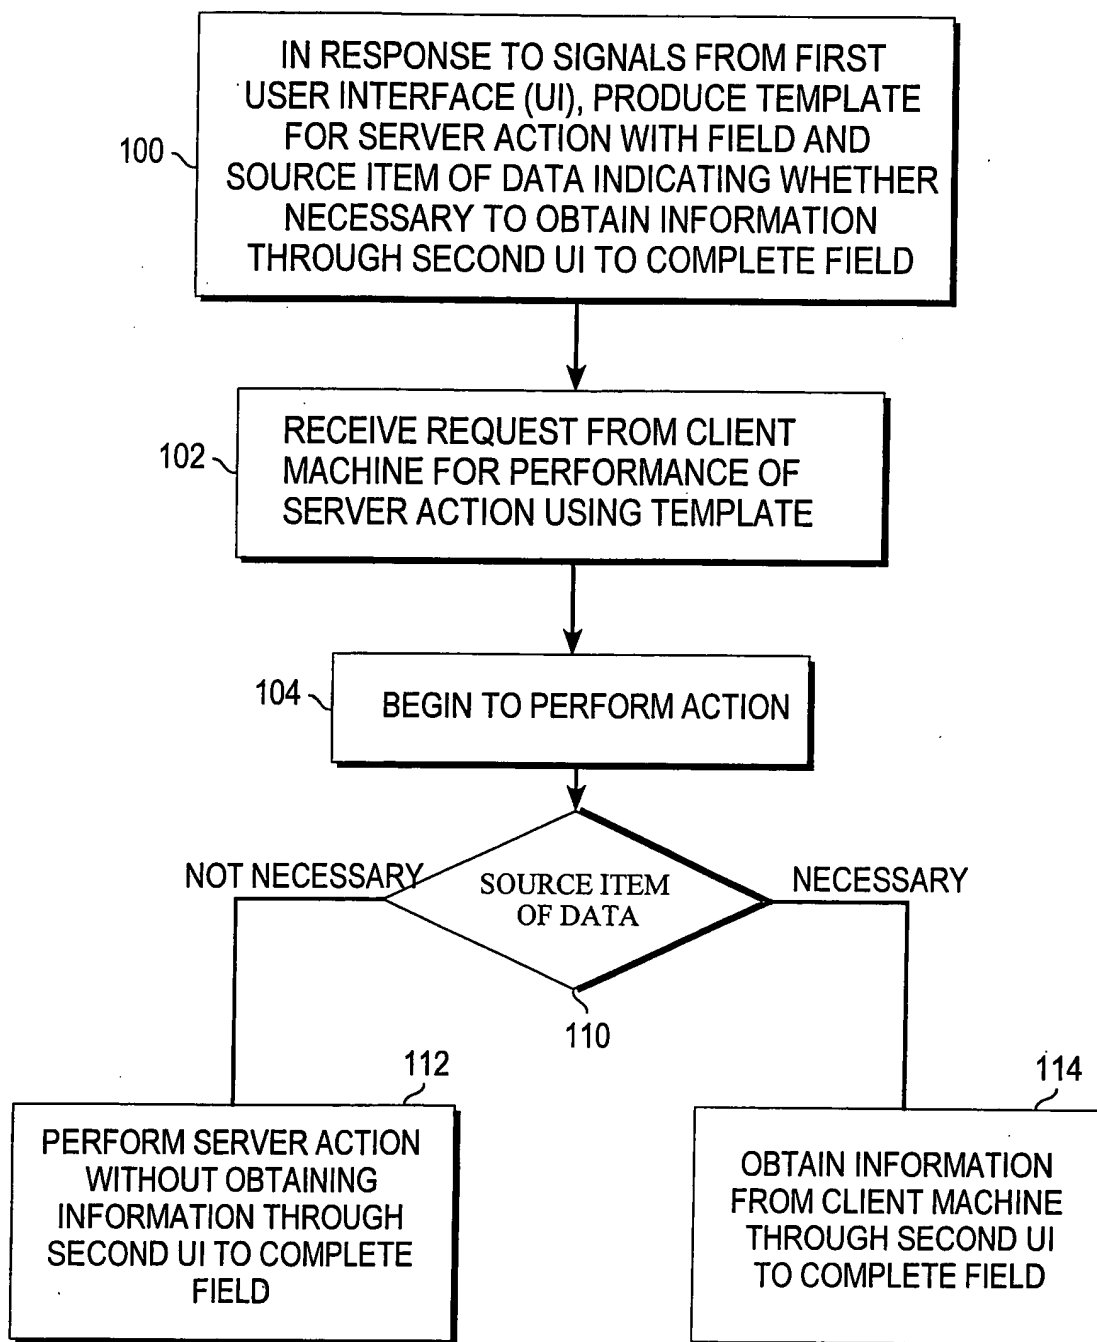 IN RESPONSE TO SIGNALS FROM FIRST
USER INTERFACE (UI), PRODUCE TEMPLATE
FOR SERVER ACTION WITH FIELD AND
SOURCE ITEM OF DATA INDICATING WHETHER
NECESSARY TO OBTAIN INFORMATION
THROUGH SECOND UI TO COMPLETE FIELD
100
RECEIVE REQUEST FROM CLIENT
MACHINE FOR PERFORMANCE OF
SERVER ACTION USING TEMPLATE
102
104
BEGIN TO PERFORM ACTION
NOT NECESSARY
SOURCE ITEM
OF DATA
NECESSARY
110
112
PERFORM SERVER ACTION
WITHOUT OBTAINING
INFORMATION THROUGH
SECOND UI TO COMPLETE
FIELD
114
OBTAIN INFORMATION
FROM CLIENT MACHINE
THROUGH SECOND UI
TO COMPLETE FIELD